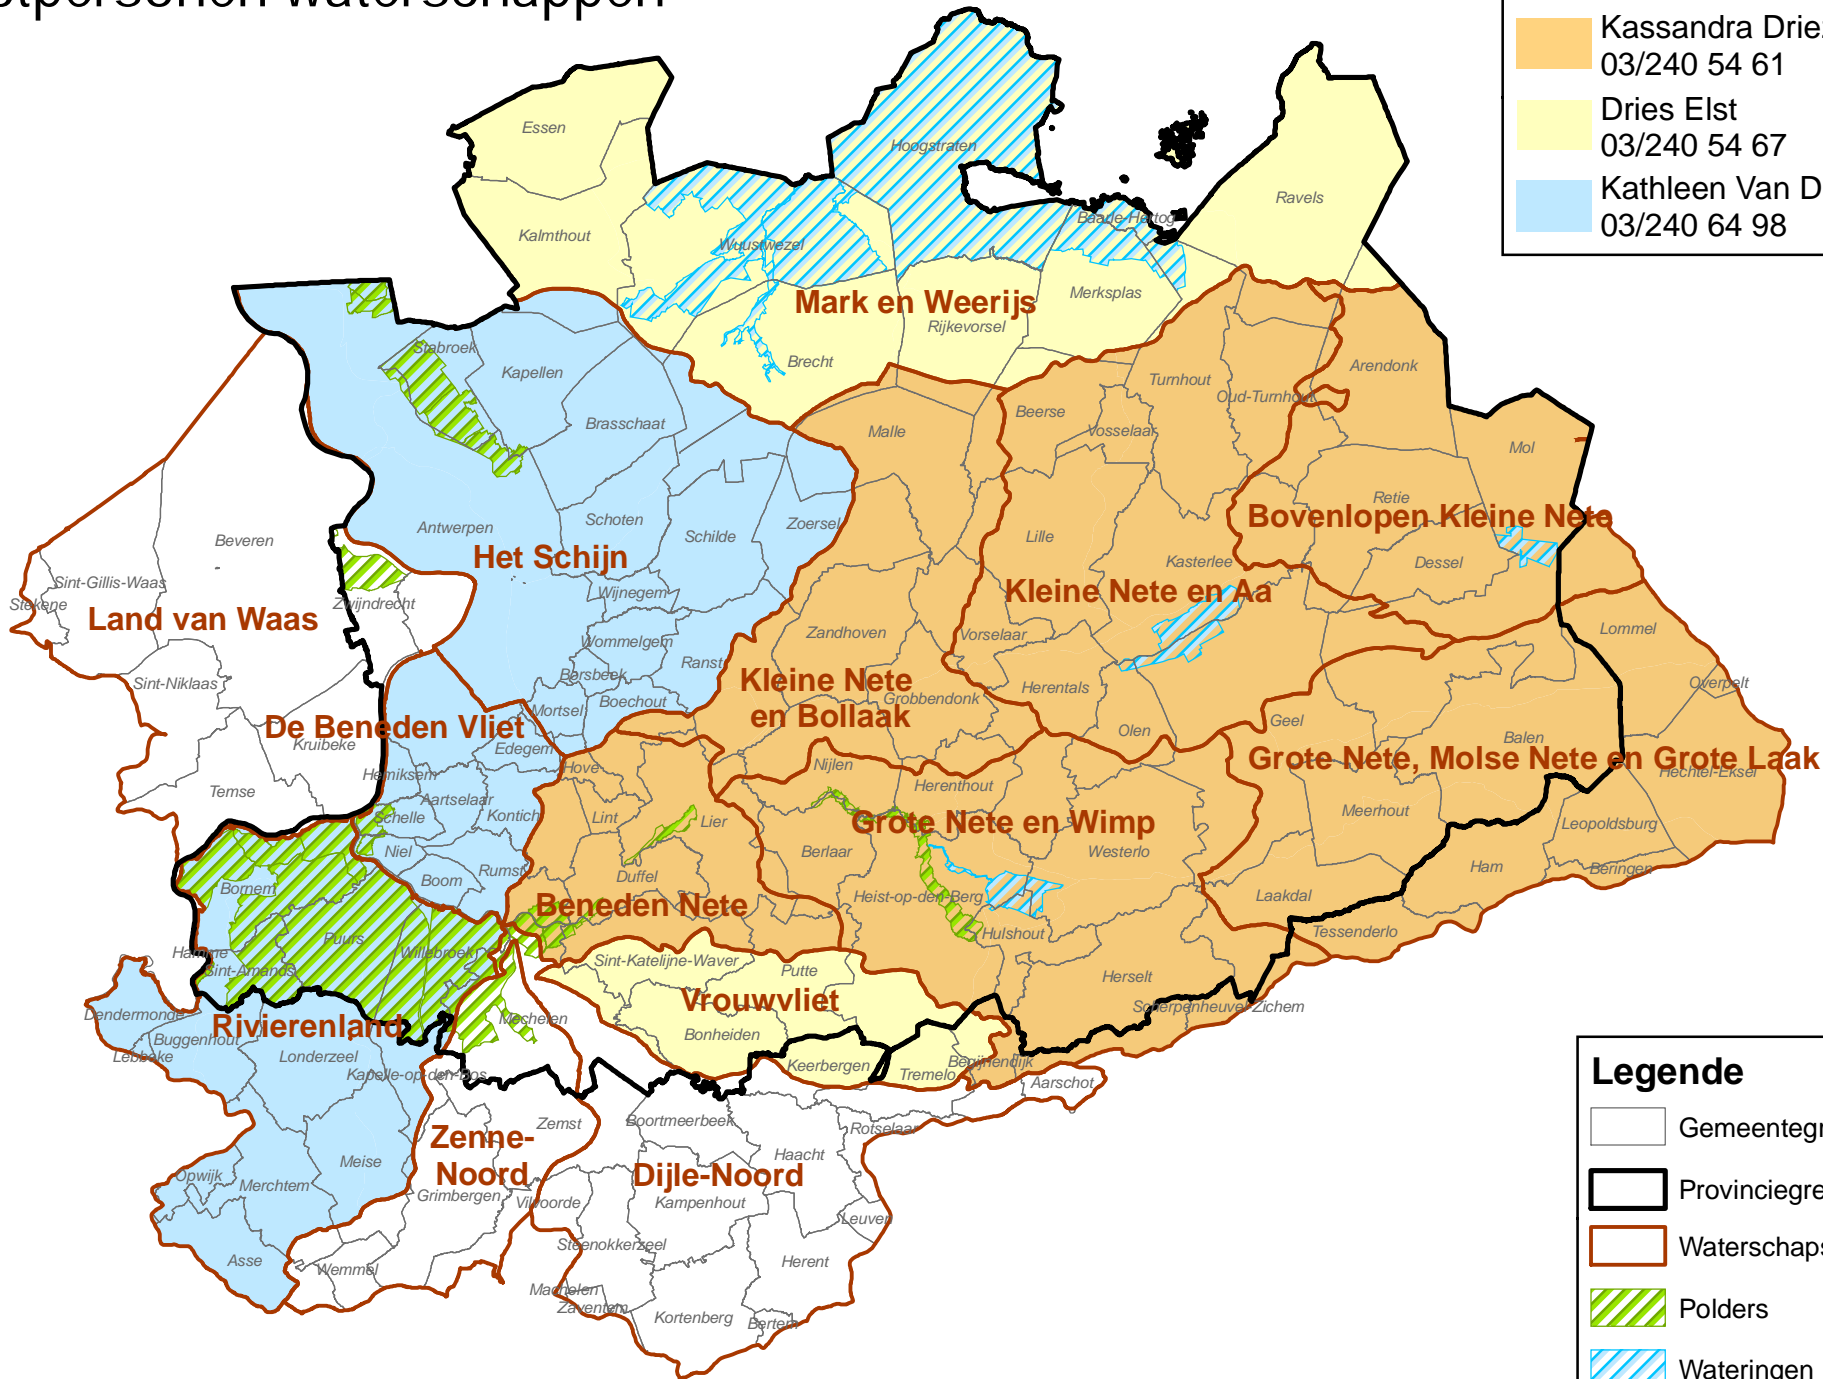 waterschappen
Kassandra
03/240 54 61
Dries Elst
03/240 54 67
Kathleen Van
03/240 64 98
Essen
Hoogstraten
Ravels
Kalmthout
Wuustwezel
Baarle-Hertog
Mark en Weerijs
Merksplas
Rijkevorsel
Brecht
Stabroek
Kapellen
Arendonk
Turnhout
Oud-Turnhout
Brasschaat
Malle
Beerse
Vosselaar
Mol
Retie
Bovenlopen Kleine Nete
Antwerpen
Schoten
Schilde
Zoersel
Lille
Beveren
Het Schijn
Kasterlee
Dessel
Sint-Gillis-Waas
Stekene
Land van Waas
Zwijndrecht
Wijnegem
Kleine Nete en Aa
Wommelgem
Zandhoven
Vorselaar
Lommel
Borsbeek
Ranst
Sint-Niklaas
Kleine Nete
en Bollaak
Grobbendonk
Herentals
Overpelt
Mortsel
Boechout
De Beneden Vliet
Kruibeke
Edegem
Olen
Geel
Balen
Grote Nete, Molse Nete en Grote Laak
Hechtel-Eksel
Hemiksem
Hove
Nijlen
Herenthout
Temse
Aartselaar
Schelle
Kontich
Lint
Lier
Grote Nete en Wimp
Meerhout
Leopoldsburg
Niel
Berlaar
Westerlo
Boom
Rumst
Duffel
Ham
Beringen
Bornem
Beneden Nete
Heist-op-den-Berg
Laakdal
Puurs
Willebroek
Hulshout
Tessenderlo
Hamme
Sint-Amands
Sint-Katelijne-Waver
Putte
Herselt
Vrouwvliet
Scherpenheuvel-Zichem
Dendermonde
Rivierenland
Mechelen
Bonheiden
Buggenhout
Lebbeke
Londerzeel
Keerbergen
Begijnendijk
Kapelle-op-den-Bos
Tremelo
Aarschot
Zemst
Boortmeerbeek
Rotselaar
Zenne-
Noord
Haacht
Meise
Opwijk
Merchtem
Dijle-Noord
Grimbergen
Vilvoorde
Kampenhout
Leuven
Steenokkerzeel
Asse
Wemmel
Herent
Machelen
Zaventem
Kortenberg
Bertem
Legende
Polders
Wateringen